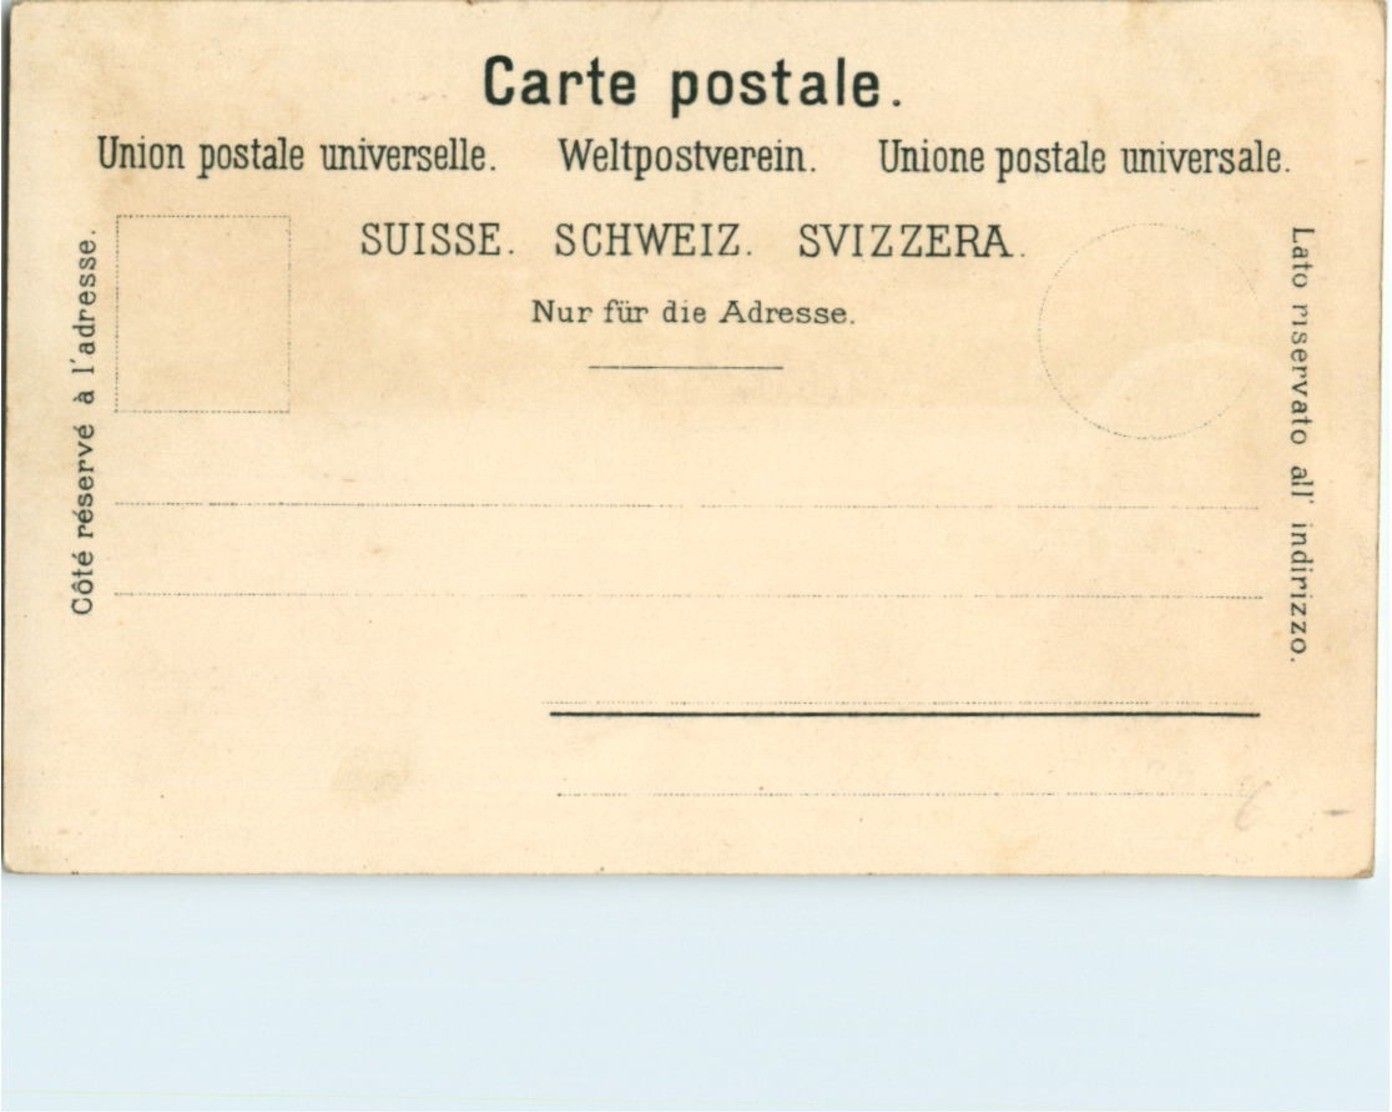 Carte postale.
Union postale universelle. Weltpostverein. Unione postale universale.
SUISSE. SCHWEIZ. SVIZZERA.
Nur für die Adresse.
Côté réservé à l'adresse.
Lato riservato all' indirizzo.